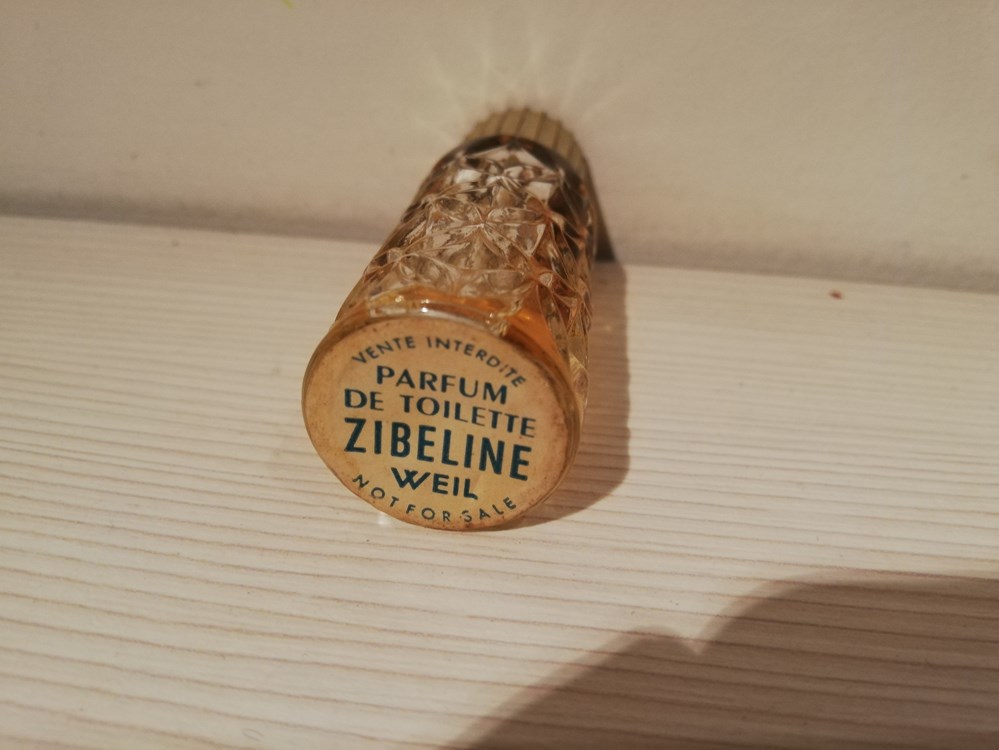 VENTE INTERDITE
PARFUM
DE TOILETTE
ZIBELINE
WEIL
NOT FOR SALE